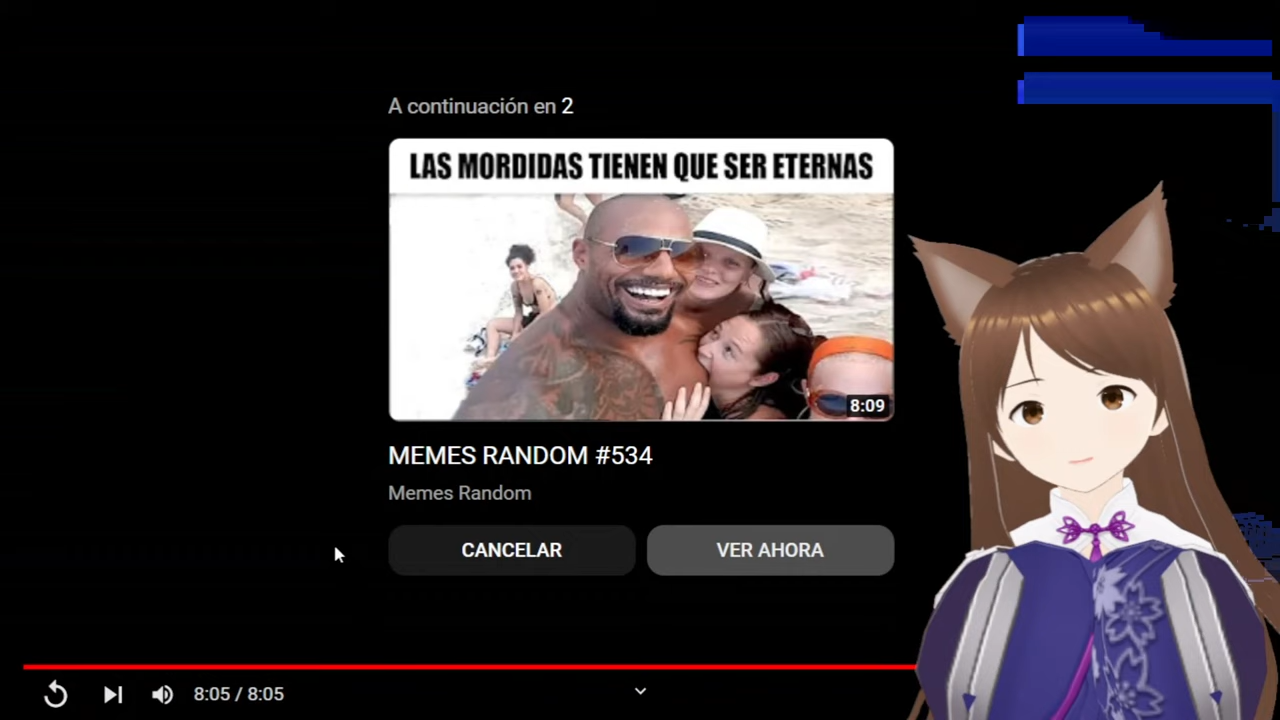 A continuación en 2
LAS MORDIDAS TIENEN QUE SER ETERNAS
8:09
MEMES RANDOM #534
Memes Random
CANCELAR
VER AHORA
8:05 / 8:05